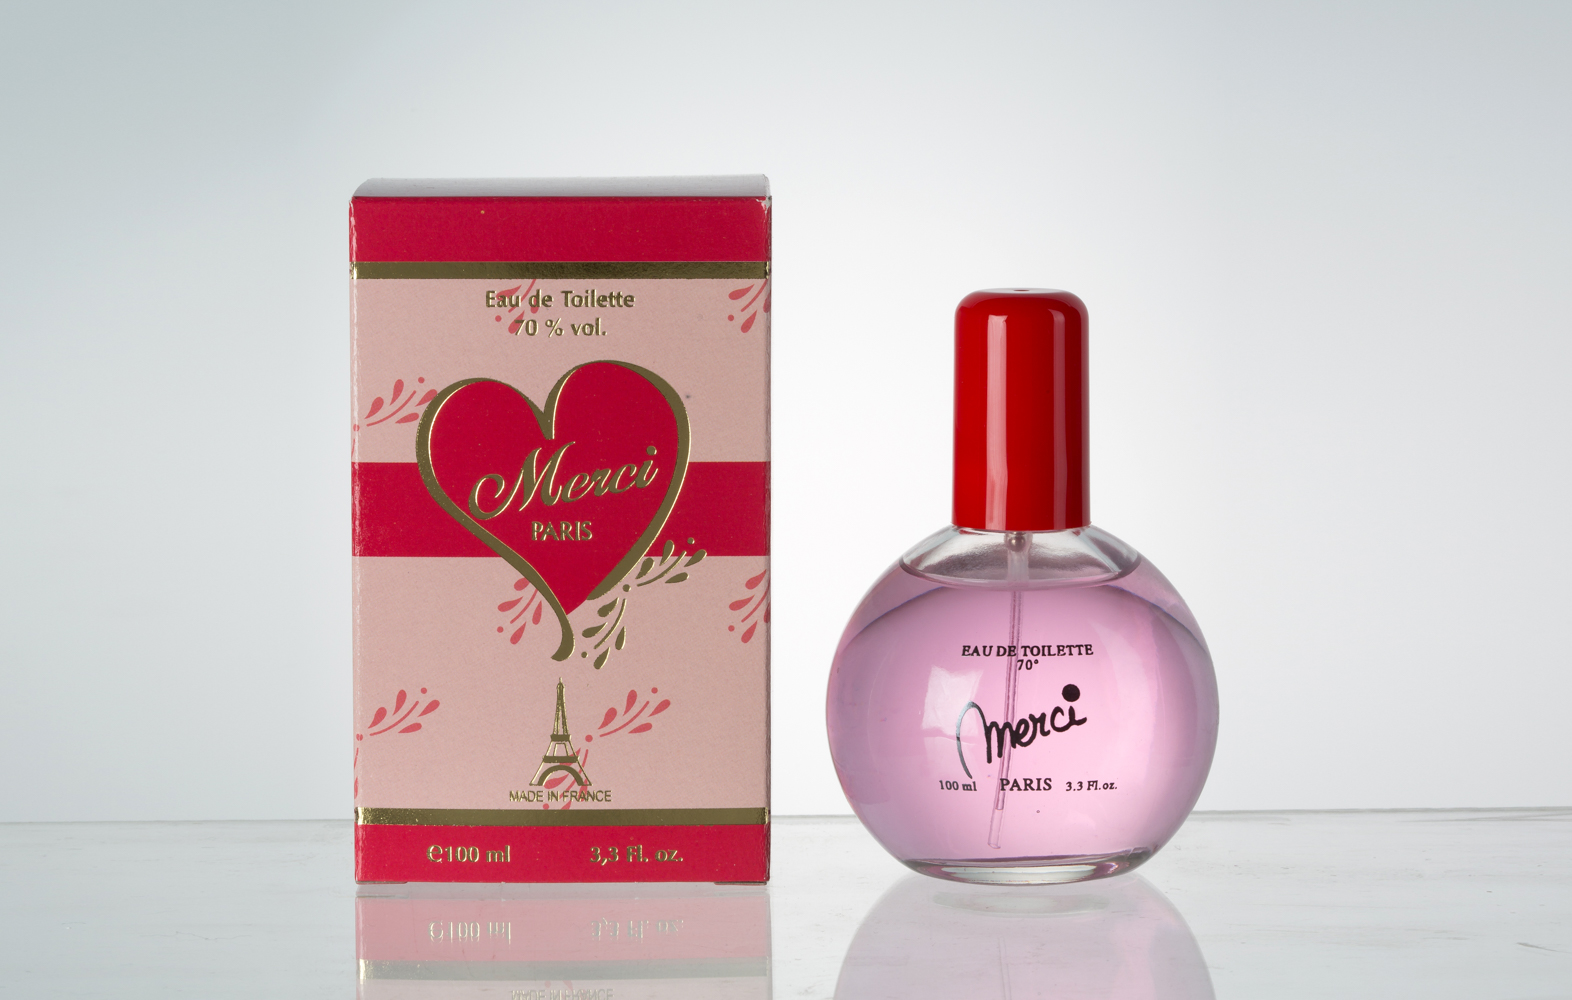 Eau de Toilette
70 % vol.
Merci
PARIS
MADE IN FRANCE
℮100 ml 3,3 Fl. oz.
EAU DE TOILETTE
70°
merci
100 ml PARIS 3.3 Fl.oz.